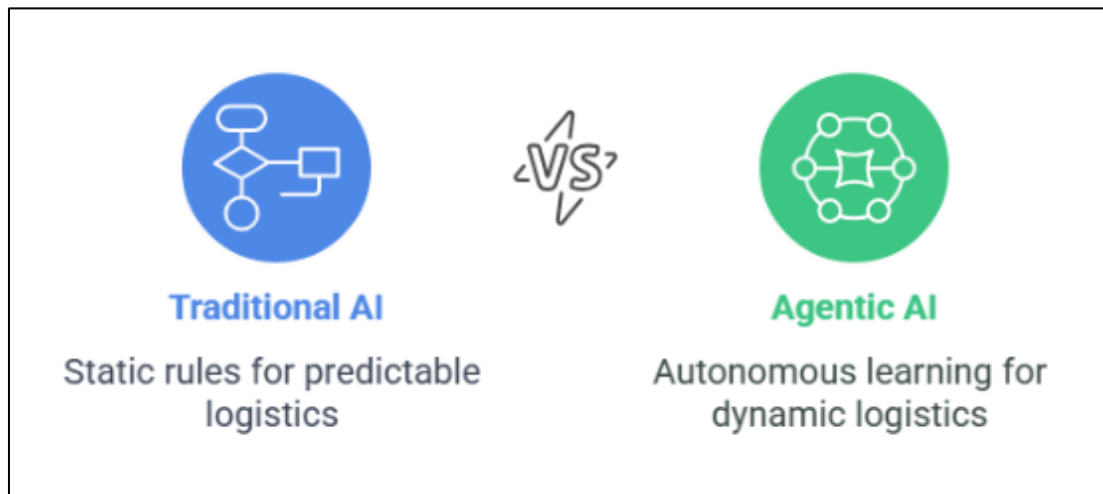 VS
Traditional AI
Static rules for predictable
logistics
Agentic AI
Autonomous learning for
dynamic logistics